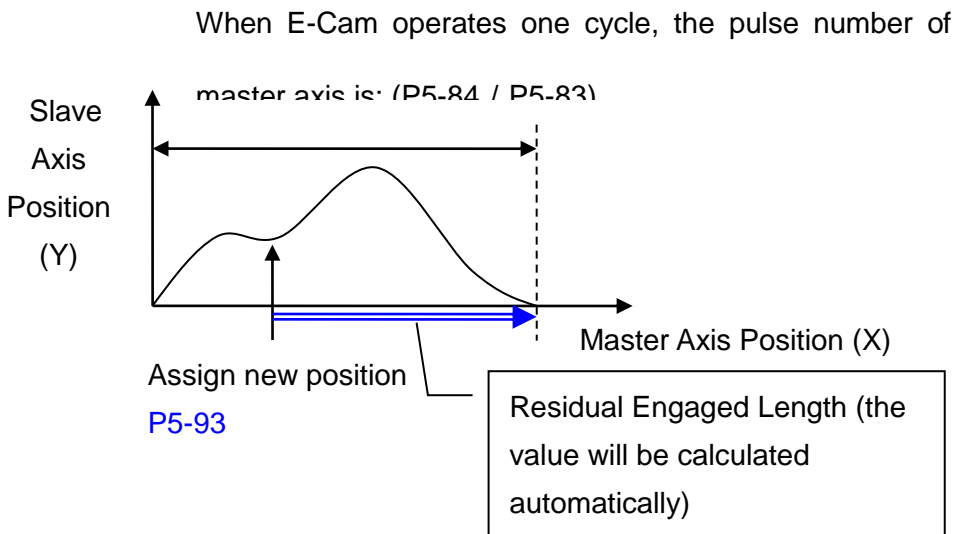 When E-Cam operates one cycle, the pulse number of
master axis is: (P5-84 / P5-83)
Slave
Axis
Position
(Y)
Master Axis Position (X)
Assign new position
P5-93
Residual Engaged Length (the
value will be calculated
automatically)